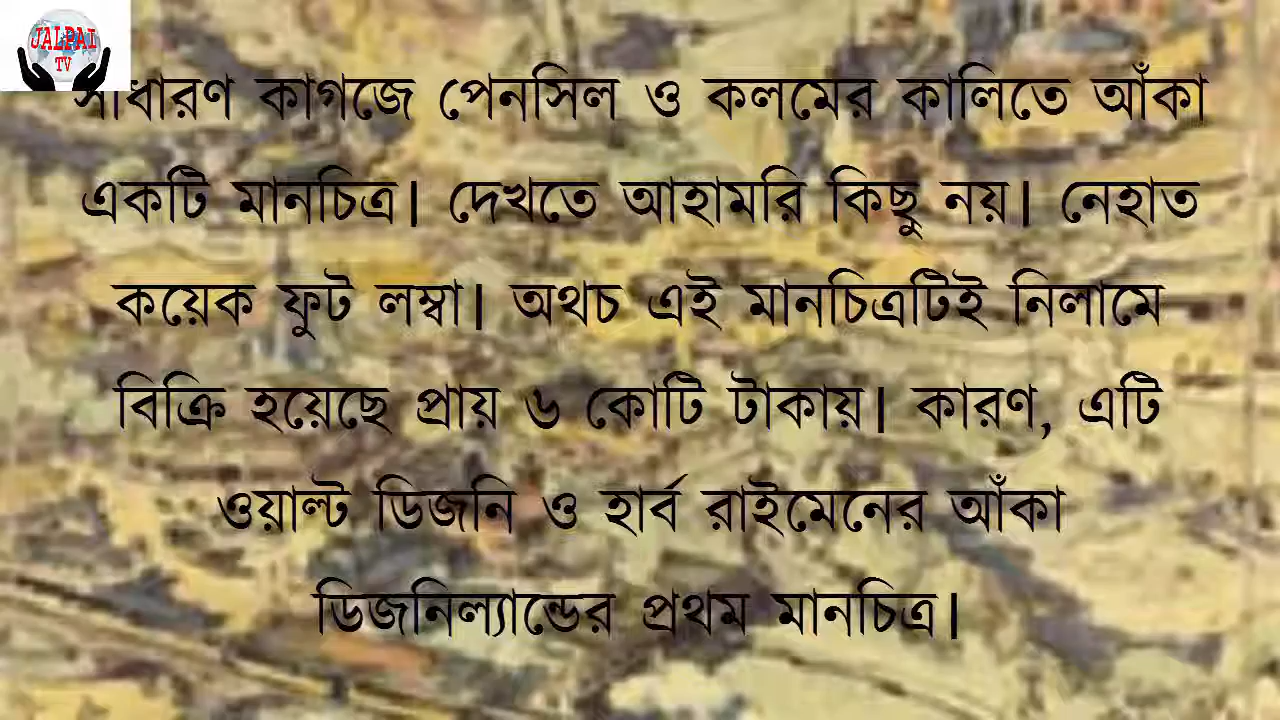 JALPAI
TV
সাধারণ কাগজে পেনসিল ও কলমের কালিতে আঁকা
একটি মানচিত্র। দেখতে আহামরি কিছু নয়। নেহাত
কয়েক ফুট লম্বা। অথচ এই মানচিত্রটিই নিলামে
বিক্রি হয়েছে প্রায় ৬ কোটি টাকায়। কারণ, এটি
ওয়াল্ট ডিজনি ও হার্ব রাইমেনের আঁকা
ডিজনিল্যান্ডের প্রথম মানচিত্র।